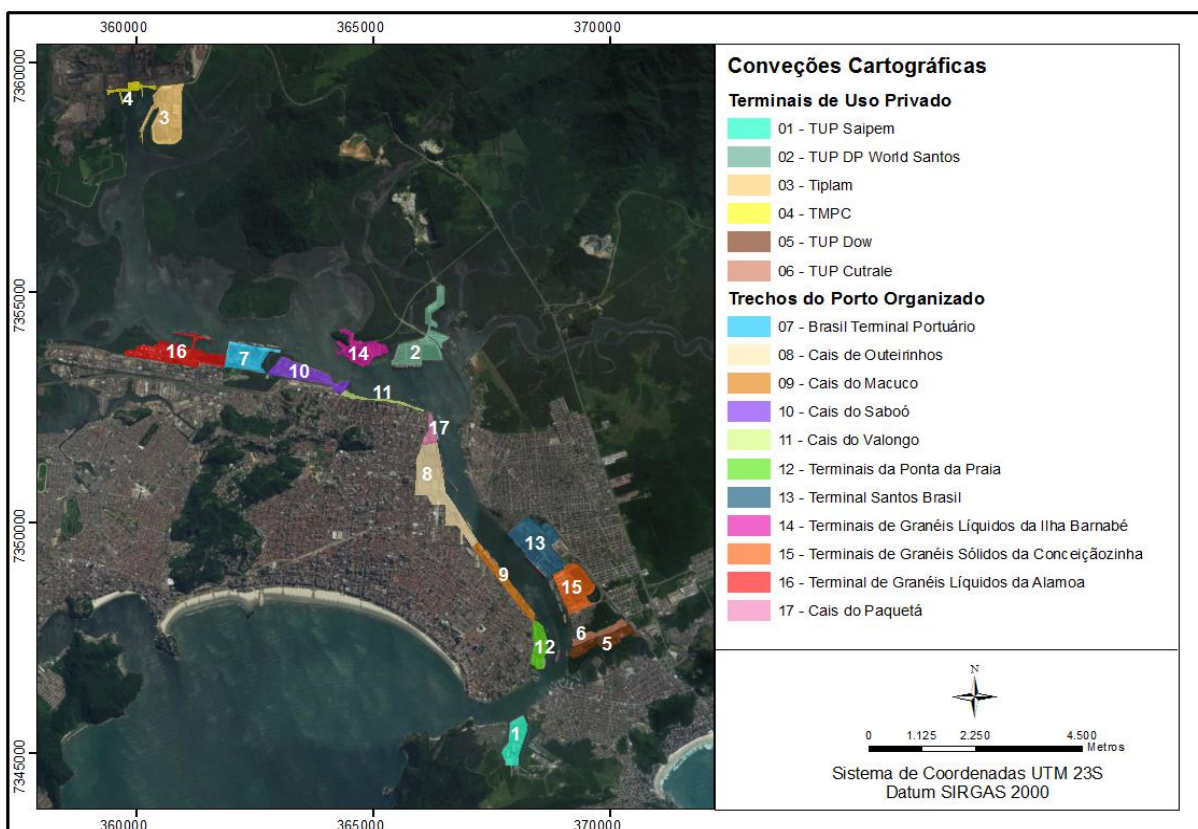 360000 365000 370000
7360000
7355000
7350000
7345000
4
3
2
16
7
14
10
11
17
8
13
9
15
6
5
12
1
360000 365000 370000
Conveções Cartográficas
Terminais de Uso Privado
01 - TUP Saipem
02 - TUP DP World Santos
03 - Tiplam
04 - TMPC
05 - TUP Dow
06 - TUP Cutrale
Trechos do Porto Organizado
07 - Brasil Terminal Portuário
08 - Cais de Outeirinhos
09 - Cais do Macuco
10 - Cais do Saboó
11 - Cais do Valongo
12 - Terminais da Ponta da Praia
13 - Terminal Santos Brasil
14 - Terminais de Granéis Líquidos da Ilha Barnabé
15 - Terminais de Granéis Sólidos da Conceiçãozinha
16 - Terminal de Granéis Líquidos da Alamoa
17 - Cais do Paquetá
N
0 1.125 2.250 4.500
Metros
Sistema de Coordenadas UTM 23S
Datum SIRGAS 2000